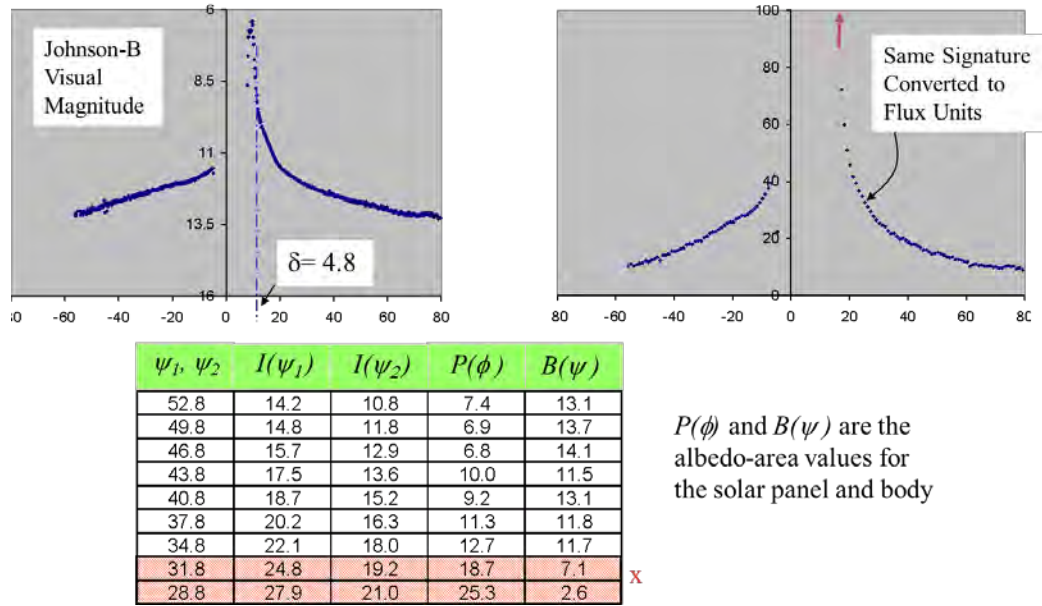 Johnson-B
Visual
Magnitude
6
8.5
11
13.5
16
-60 -40 -20 0 20 40 60 80
δ= 4.8
Same Signature
Converted to
Flux Units
100
80
60
40
20
0
80 -60 -40 -20 0 20 40 60
ψ1, ψ2 I(ψ1) I(ψ2) P(ϕ) B(ψ)
52.8 14.2 10.8 7.4 13.1
49.8 14.8 11.8 6.9 13.7
46.8 15.7 12.9 6.8 14.1
43.8 17.5 13.6 10.0 11.5
40.8 18.7 15.2 9.2 13.1
37.8 20.2 16.3 11.3 11.8
34.8 22.1 18.0 12.7 11.7
31.8 24.8 19.2 18.7 7.1 x
28.8 27.9 21.0 25.3 2.6
P(ϕ) and B(ψ) are the
albedo-area values for
the solar panel and body